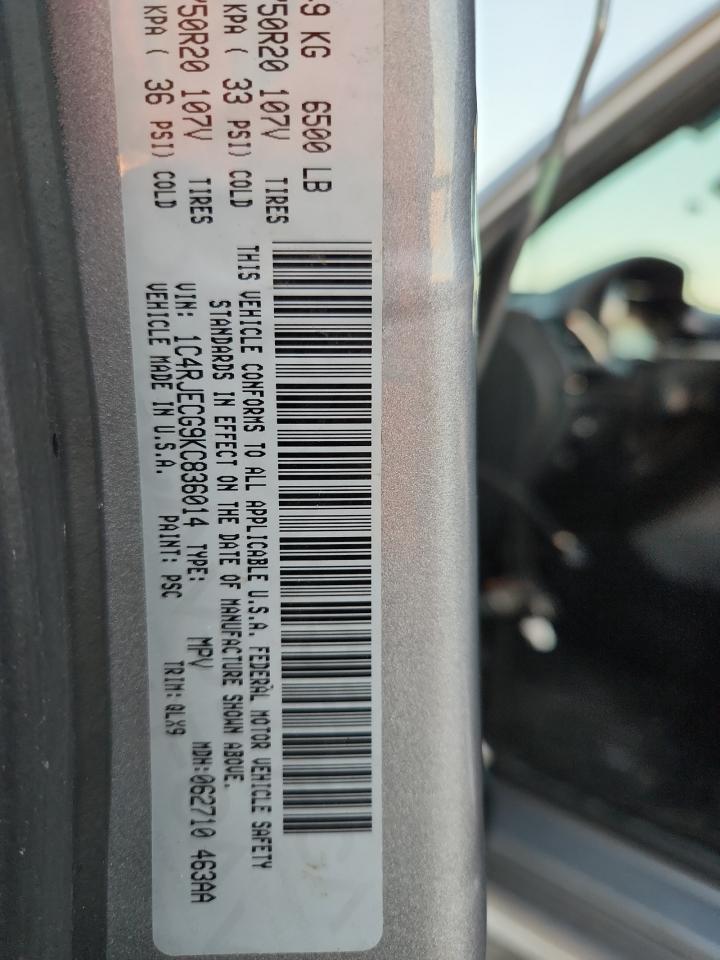 9 KG 6500 LB
50R20 107V TIRES
KPA ( 33 PSI) COLD
50R20 107V TIRES
KPA ( 36 PSI) COLD
THIS VEHICLE CONFORMS TO ALL APPLICABLE U.S.A. FEDERAL MOTOR VEHICLE SAFETY
STANDARDS IN EFFECT ON THE DATE OF MANUFACTURE SHOWN ABOVE.
VIN: 1C4RJECG9KC836014 TYPE: MPV MDH:062710 463AA
VEHICLE MADE IN U.S.A. PAINT: PSC TRIM: QLX9